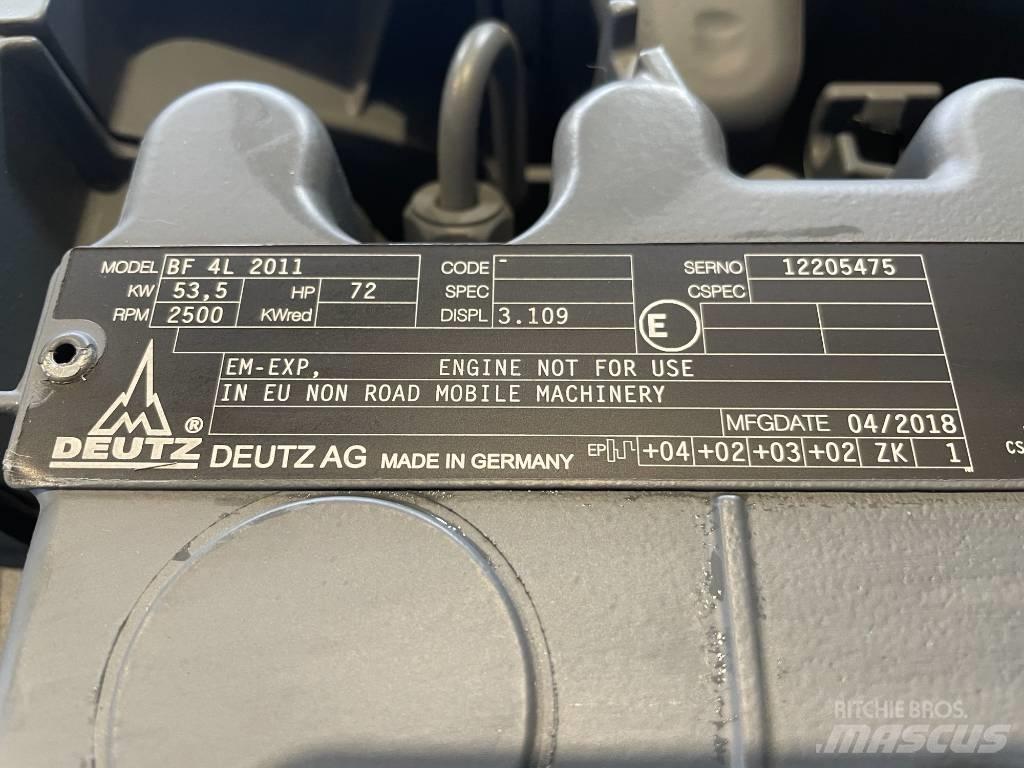 MODEL BF 4L 2011 CODE - SERNO 12205475
KW 53,5 HP 72 SPEC CSPEC
RPM 2500 KWred DISPL 3.109 E
EM-EXP, ENGINE NOT FOR USE
IN EU NON ROAD MOBILE MACHINERY
MFGDATE 04/2018
DEUTZ ® DEUTZ AG MADE IN GERMANY EP +04 +02 +03 +02 ZK 1
CS
RITCHIE BROS.
MASCUS